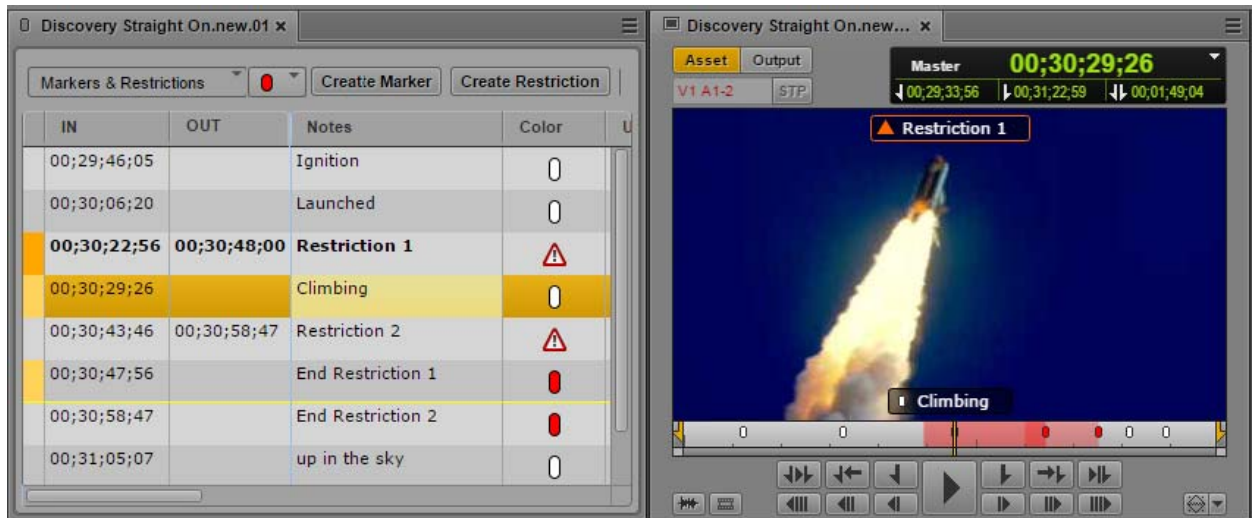 Discovery Straight On.new.01 ×
Markers & Restrictions Create Marker Create Restriction
IN OUT Notes Color U
00;29;46;05 Ignition
00;30;06;20 Launched
00;30;22;56 00;30;48;00 Restriction 1
00;30;29;26 Climbing
00;30;43;46 00;30;58;47 Restriction 2
00;30;47;56 End Restriction 1
00;30;58;47 End Restriction 2
00;31;05;07 up in the sky
Discovery Straight On.new... ×
Asset Output Master 00;30;29;26
V1 A1-2 STP 00;29;33;56 00;31;22;59 00;01;49;04
Restriction 1
Climbing